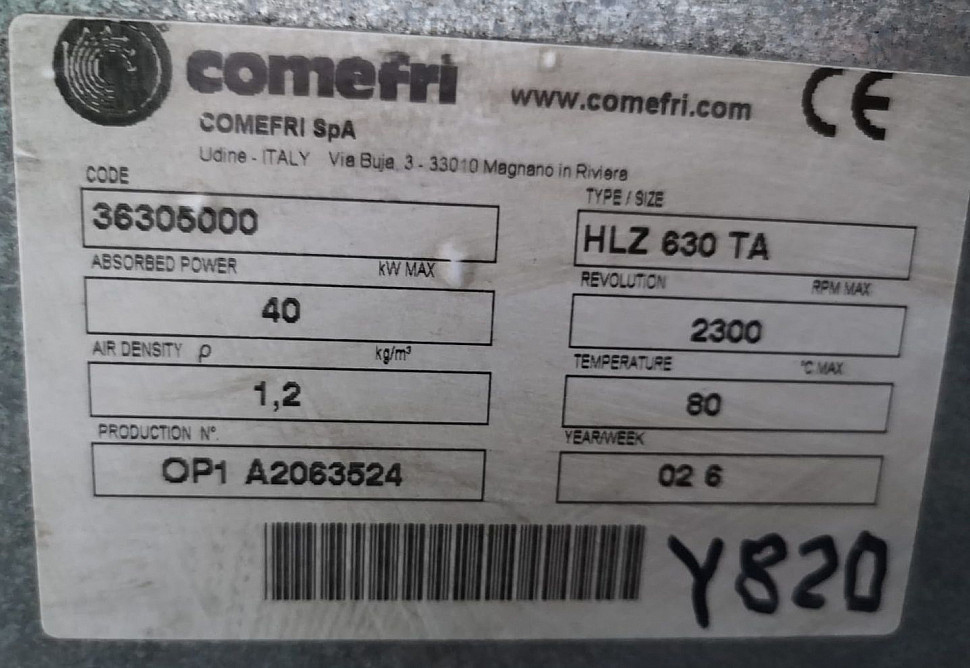 comefri www.comefri.com CE
COMEFRI SpA
Udine - ITALY Via Buja, 3 - 33010 Magnano in Riviera
CODE TYPE / SIZE
36305000 HLZ 630 TA
ABSORBED POWER kW MAX REVOLUTION RPM MAX
40 2300
AIR DENSITY ρ kg/m³ TEMPERATURE °C MAX
1,2 80
PRODUCTION N°. YEAR/WEEK
OP1 A2063524 02 6
Y820